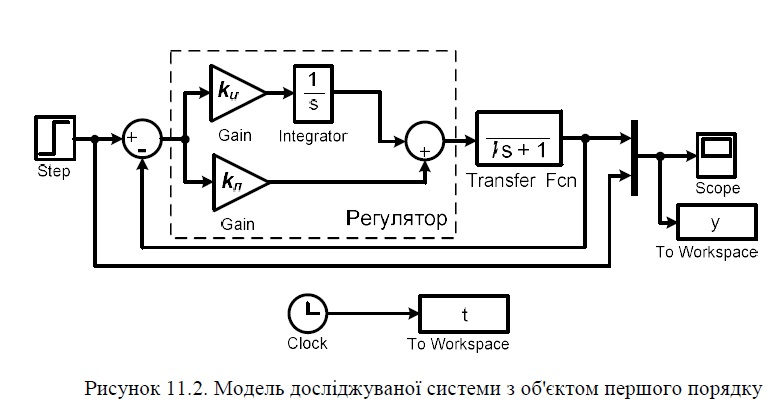 kи
1
s
Gain
Integrator
+
-
+
Step
kп
Gain
Регулятор
s + 1
Transfer Fcn
Scope
y
To Workspace
t
Clock
To Workspace
Рисунок 11.2. Модель досліджуваної системи з об'єктом першого порядку